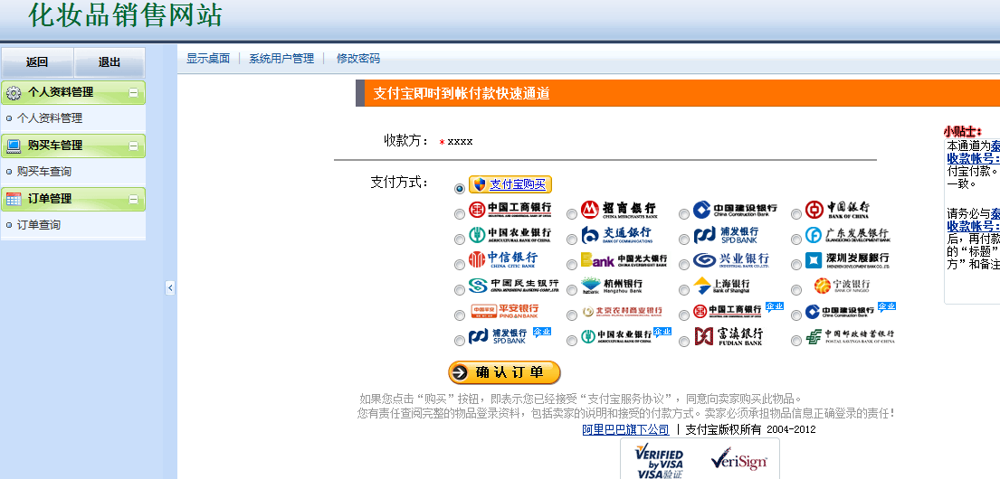 化妆品销售网站
返回 退出
显示桌面 | 系统用户管理 | 修改密码
个人资料管理
个人资料管理
购买车管理
购买车查询
订单管理
订单查询
支付宝即时到帐付款快速通道
收款方: *xxxx
支付方式:
支付宝购买
中国工商银行 招商银行 CHINA MERCHANTS BANK 中国建设银行 China Construction Bank 中国银行 BANK OF CHINA
中国农业银行 AGRICULTURAL BANK OF CHINA 交通银行 BANK OF COMMUNICATIONS 浦发银行 SPD BANK 广东发展银行 GUANGDONG DEVELOPMENT BANK
中信银行 CHINA CITIC BANK Bank 中国光大银行 CHINA EVERBRIGHT BANK 兴业银行 INDUSTRIAL BANK CO.,LTD. 深圳发展银行 SHENZHEN DEVELOPMENT BANK
中国民生银行 CHINA MINSHENG BANKING CORP.,LTD. 杭州银行 Hangzhou Bank 上海银行 Bank of Shanghai 宁波银行 BANK OF NINGBO
中国平安 平安银行 PINGAN BANK 北京农村商业银行 中国工商银行 企业 中国建设银行 China Construction Bank 企业
浦发银行 SPD BANK 企业 中国农业银行 AGRICULTURAL BANK OF CHINA 企业 富滇银行 FUDIAN BANK 中国邮政储蓄银行 POSTAL SAVINGS BANK OF CHINA
确认订单
如果您点击“购买”按钮，即表示您已经接受“支付宝服务协议”，同意向卖家购买此物品。
您有责任查阅完整的物品登录资料，包括卖家的说明和接受的付款方式。卖家必须承担物品信息正确登录的责任!
阿里巴巴旗下公司 | 支付宝版权所有 2004-2012
VERIFIED by VISA VISA验证 VeriSign
小贴士:
本通道为泰
收款帐号:
付宝付款。
一致。
请务必与泰
收款帐号:
后，再付款
的“标题”
方”和备注